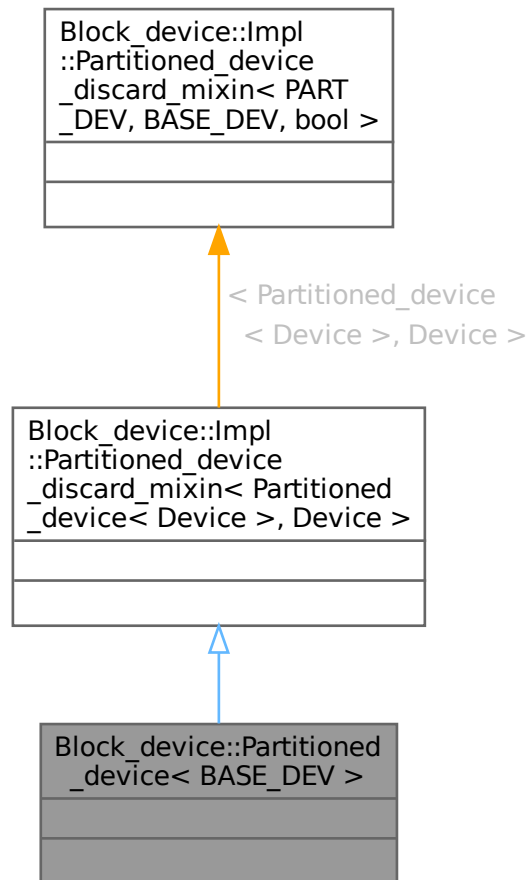 Block_device::Impl
::Partitioned_device
_discard_mixin< PART
_DEV, BASE_DEV, bool >
< Partitioned_device
< Device >, Device >
Block_device::Impl
::Partitioned_device
_discard_mixin< Partitioned
_device< Device >, Device >
Block_device::Partitioned
_device< BASE_DEV >